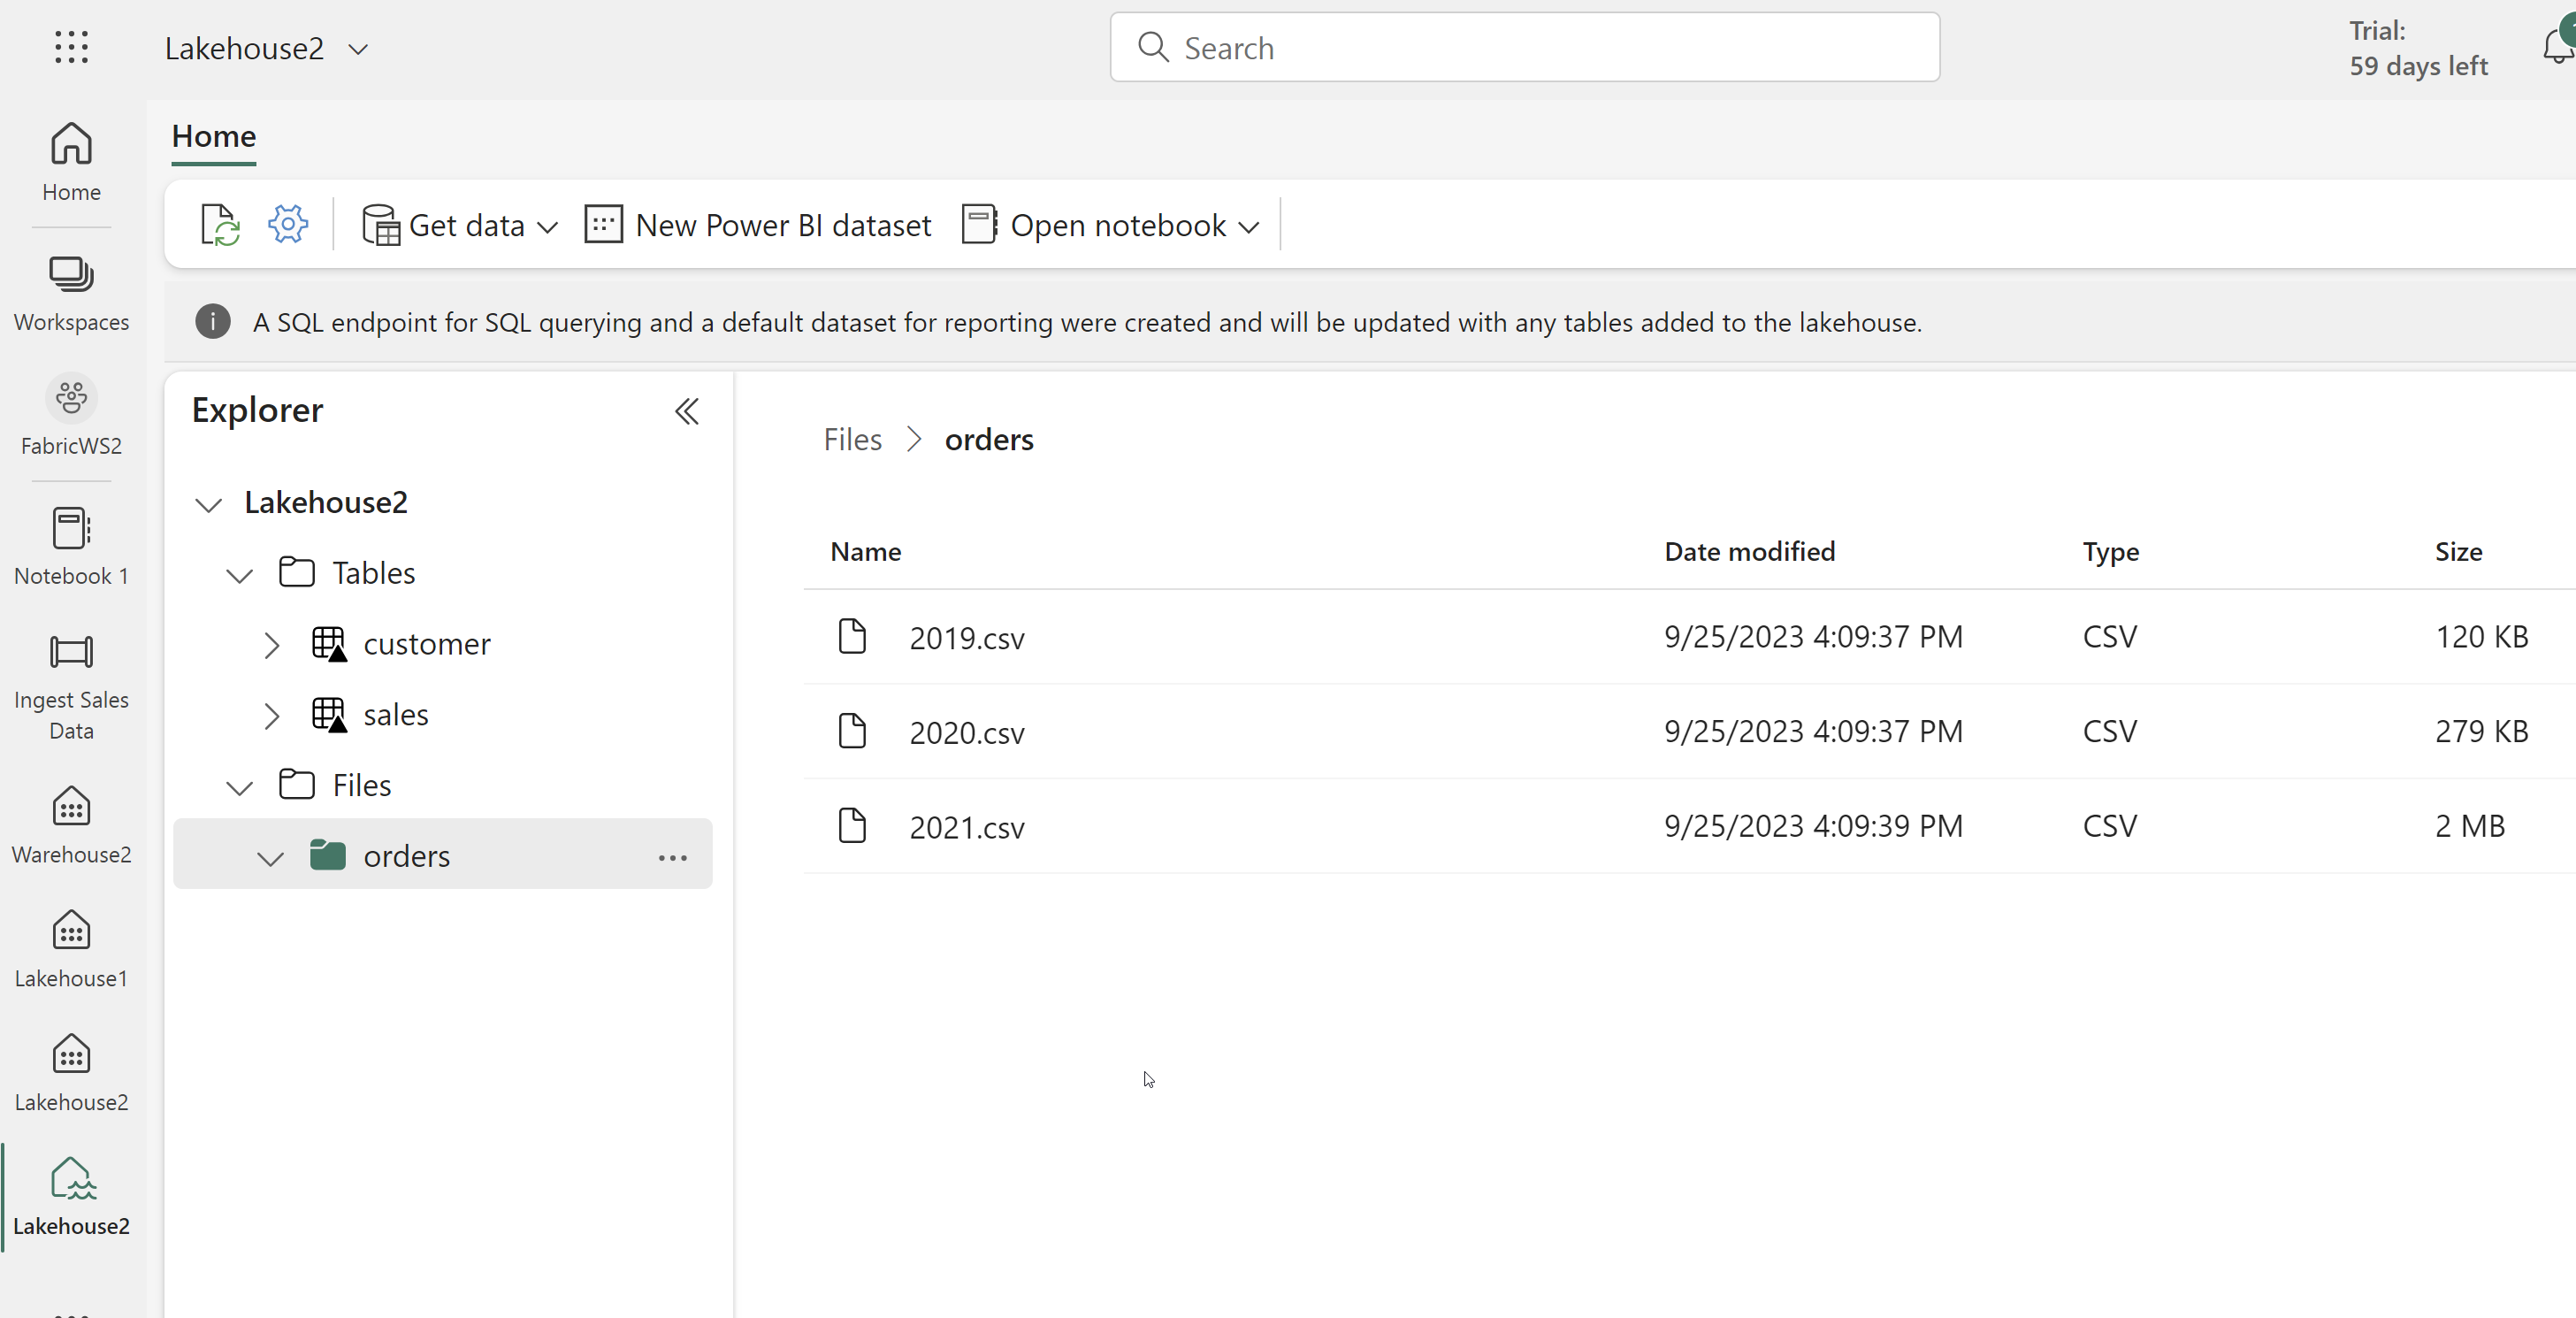 Lakehouse2
Search
Trial:
59 days left
Home
Home
Get data
New Power BI dataset
Open notebook
Workspaces
A SQL endpoint for SQL querying and a default dataset for reporting were created and will be updated with any tables added to the lakehouse.
FabricWS2
Notebook 1
Ingest Sales
Data
Warehouse2
Lakehouse1
Lakehouse2
Lakehouse2
Explorer
Lakehouse2
Tables
customer
sales
Files
orders
Files > orders
Name Date modified Type Size
2019.csv 9/25/2023 4:09:37 PM CSV 120 KB
2020.csv 9/25/2023 4:09:37 PM CSV 279 KB
2021.csv 9/25/2023 4:09:39 PM CSV 2 MB